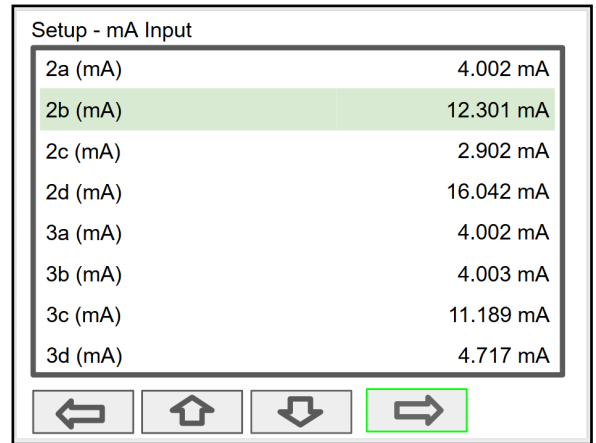 Setup - mA Input
2a (mA) 4.002 mA
2b (mA) 12.301 mA
2c (mA) 2.902 mA
2d (mA) 16.042 mA
3a (mA) 4.002 mA
3b (mA) 4.003 mA
3c (mA) 11.189 mA
3d (mA) 4.717 mA